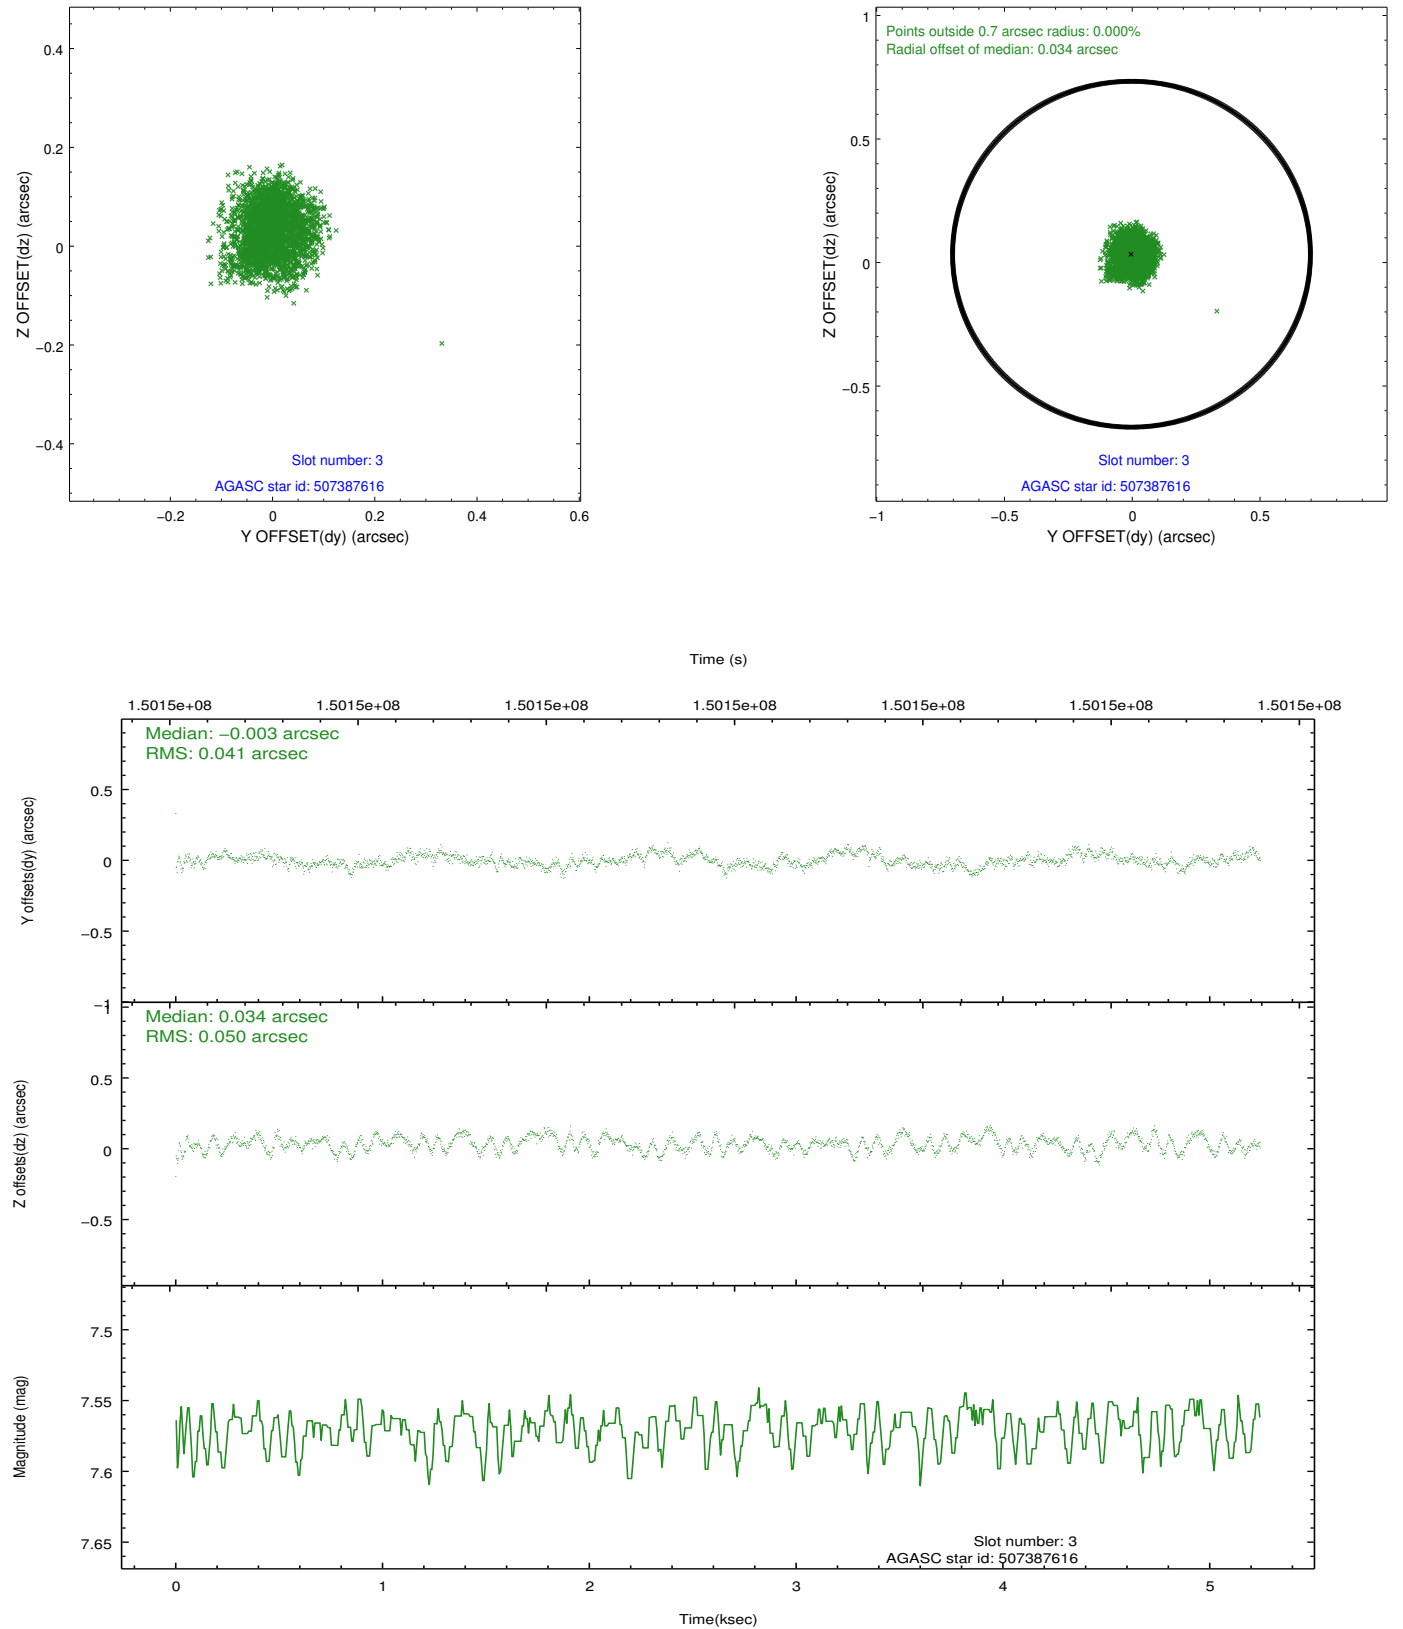 0.4
0.2
0
−0.2
−0.4
Z OFFSET(dz) (arcsec)
Slot number: 3
AGASC star id: 507387616
−0.2 0 0.2 0.4 0.6
Y OFFSET(dy) (arcsec)
Points outside 0.7 arcsec radius: 0.000%
Radial offset of median: 0.034 arcsec
1
0.5
0
−0.5
Z OFFSET(dz) (arcsec)
Slot number: 3
AGASC star id: 507387616
−1 −0.5 0 0.5
Y OFFSET(dy) (arcsec)
Time (s)
1.5015e+08 1.5015e+08 1.5015e+08 1.5015e+08 1.5015e+08 1.5015e+08 1.5015e+08
Median: −0.003 arcsec
RMS: 0.041 arcsec
0.5
0
−0.5
−1
Y offsets(dy) (arcsec)
Median: 0.034 arcsec
RMS: 0.050 arcsec
1
0.5
0
−0.5
Z offsets(dz) (arcsec)
7.5
7.55
7.6
7.65
Magnitude (mag)
Slot number: 3
AGASC star id: 507387616
0 1 2 3 4 5
Time(ksec)